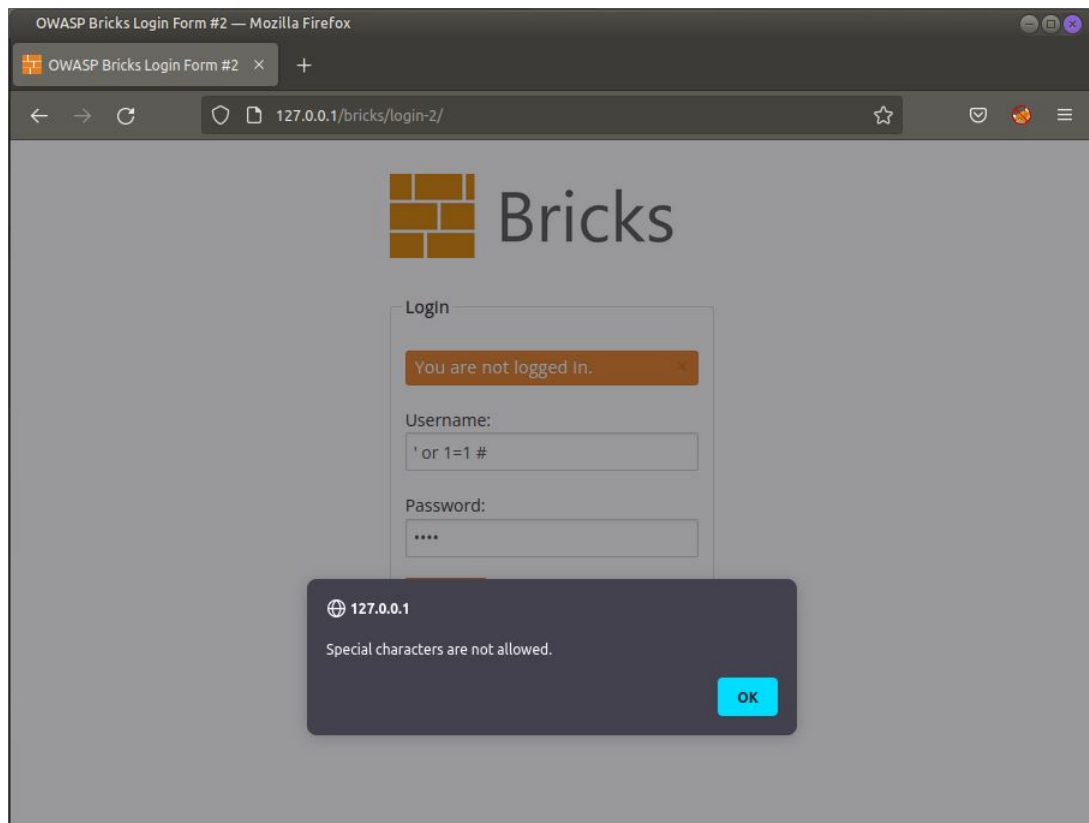 OWASP Bricks Login Form #2 — Mozilla Firefox
OWASP Bricks Login Form #2
127.0.0.1/bricks/login-2/
Bricks
Login
You are not logged in.
Username:
' or 1=1 #
Password:
••••
127.0.0.1
Special characters are not allowed.
OK